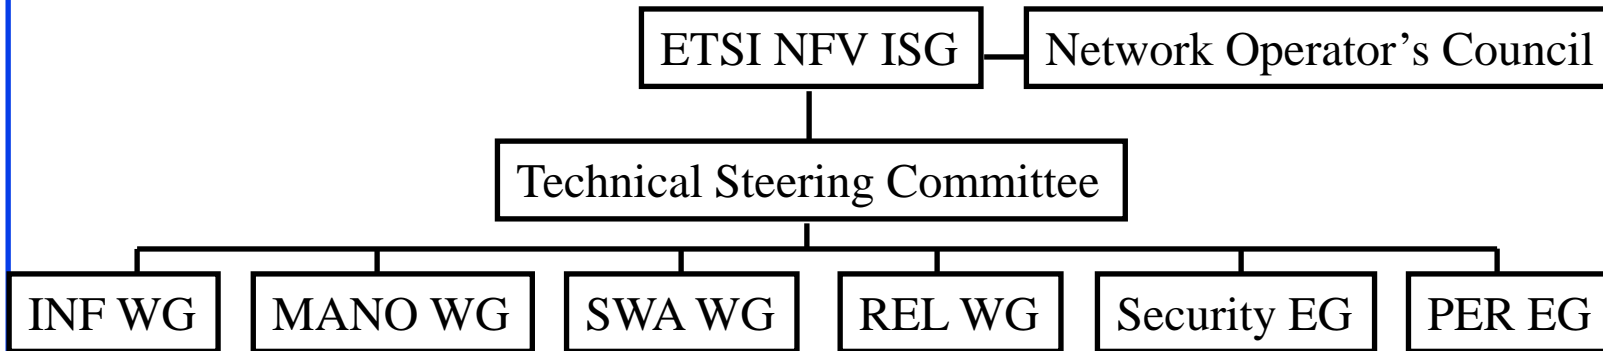 ETSI NFV ISG
Network Operator’s Council
Technical Steering Committee
INF WG
MANO WG
SWA WG
REL WG
Security EG
PER EG